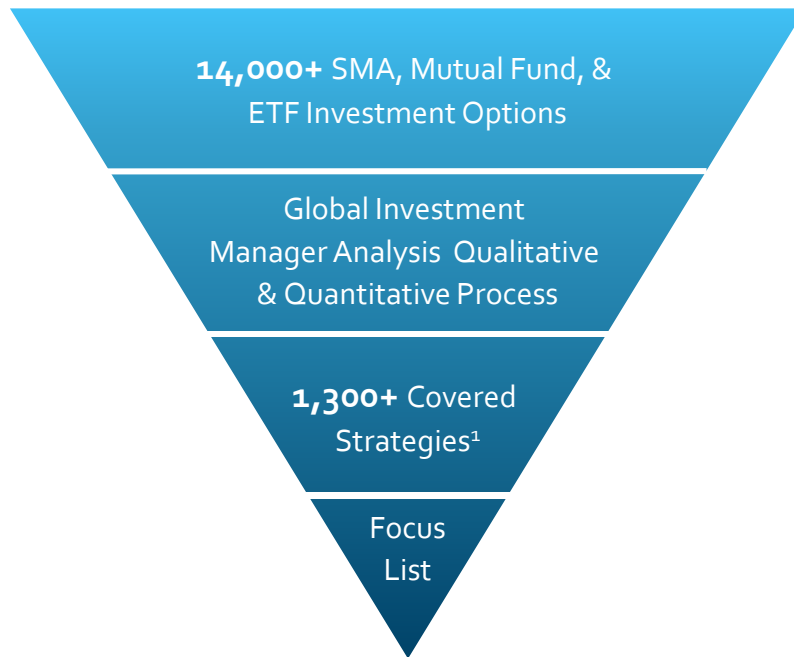 14,000+ SMA, Mutual Fund, &
ETF Investment Options
Global Investment
Manager Analysis  Qualitative
& Quantitative Process
1,300+ Covered
Strategies¹
Focus
List